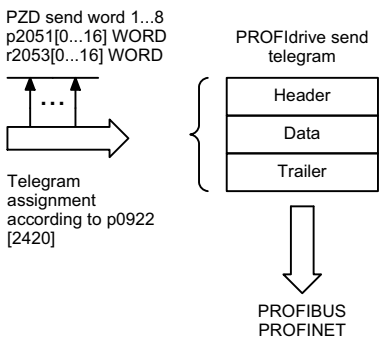 PZD send word 1...8
p2051[0...16] WORD
r2053[0...16] WORD
...
Telegram
assignment
according to p0922
[2420]
PROFIdrive send
telegram
Header
Data
Trailer
PROFIBUS
PROFINET